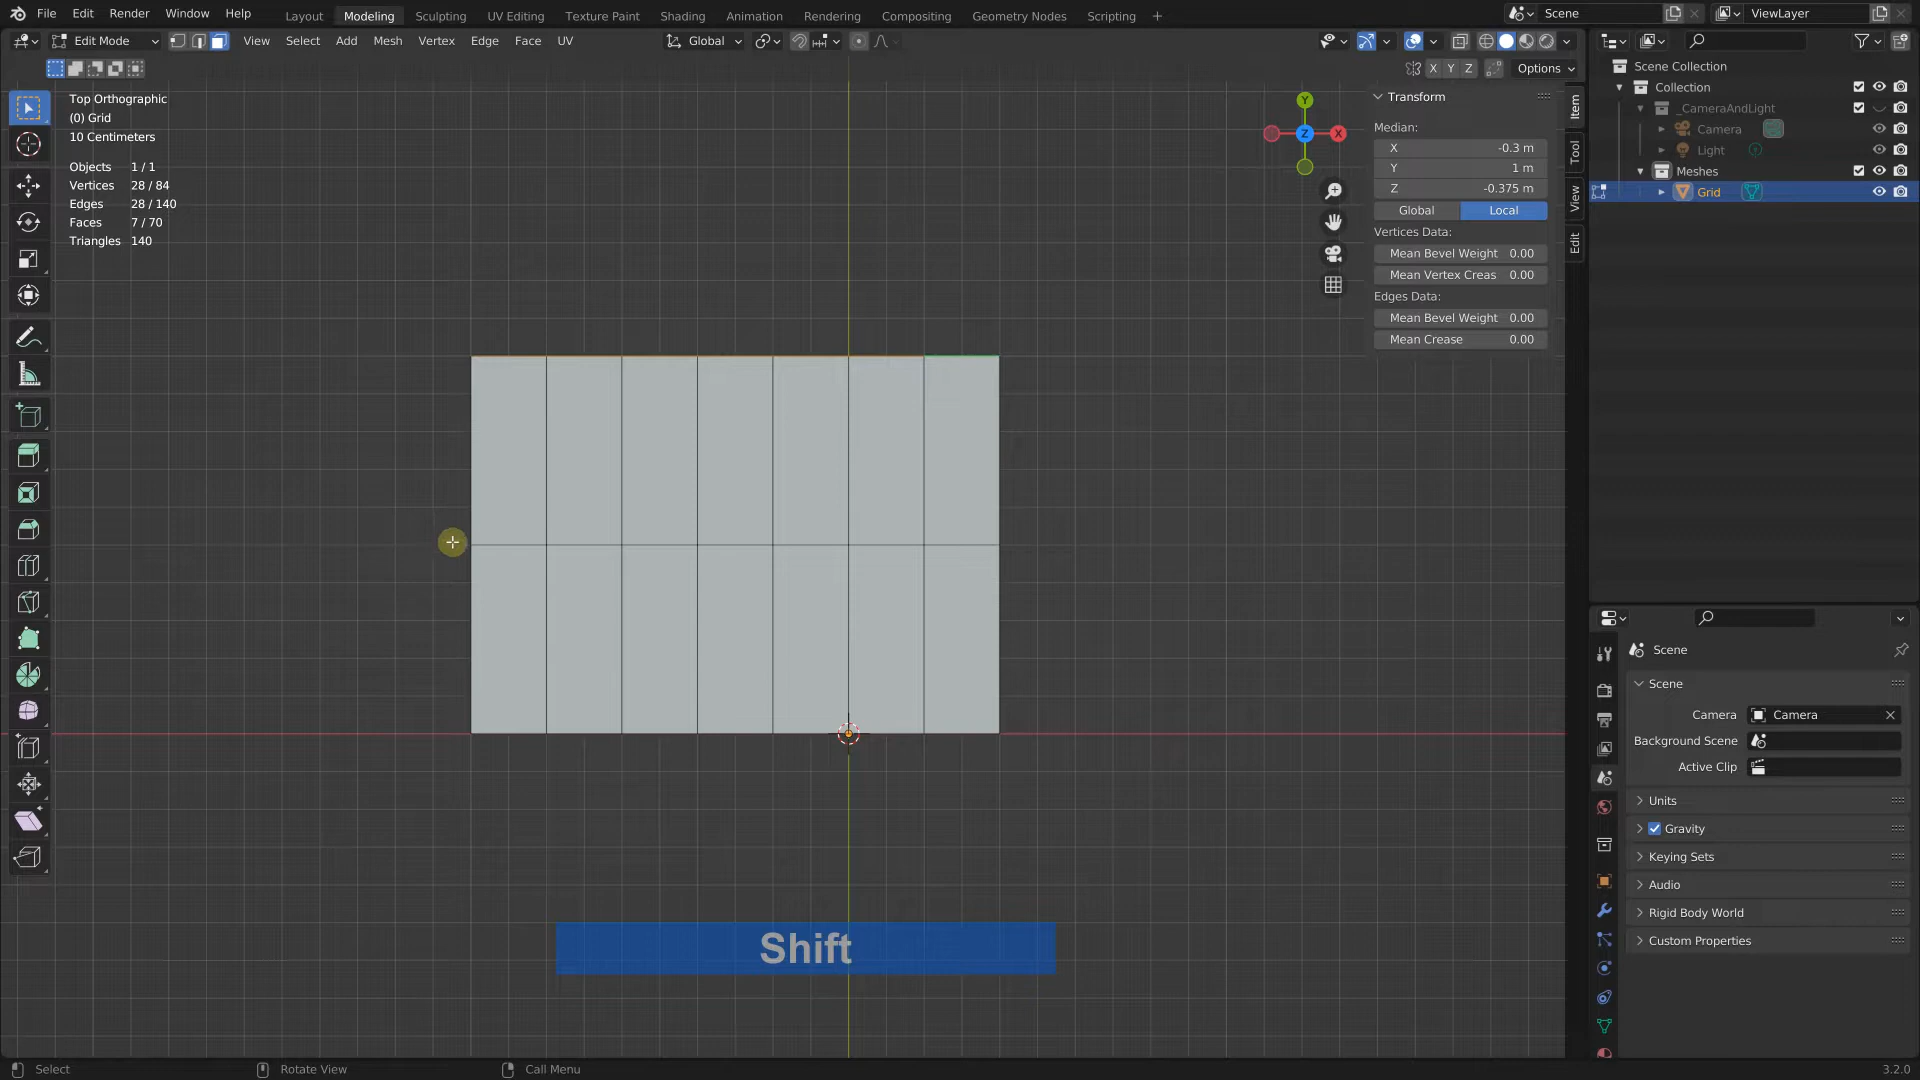 File Edit Render Window Help Layout Modeling Sculpting UV Editing Texture Paint Shading Animation Rendering Compositing Geometry Nodes Scripting + Scene ViewLayer
Edit Mode View Select Add Mesh Vertex Edge Face UV Global
X Y Z Options
Top Orthographic
(0) Grid
10 Centimeters
Objects 1 / 1
Vertices 28 / 84
Edges 28 / 140
Faces 7 / 70
Triangles 140
Y
Z
X
Transform
Median:
X -0.3 m
Y 1 m
Z -0.375 m
Global Local
Vertices Data:
Mean Bevel Weight 0.00
Mean Vertex Creas 0.00
Edges Data:
Mean Bevel Weight 0.00
Mean Crease 0.00
Item
Tool
View
Edit
Scene Collection
Collection
_CameraAndLight
Camera
Light
Meshes
Grid
Scene
Scene
Camera Camera
Background Scene
Active Clip
Units
Gravity
Keying Sets
Audio
Rigid Body World
Custom Properties
Shift
Select Rotate View Call Menu 3.2.0